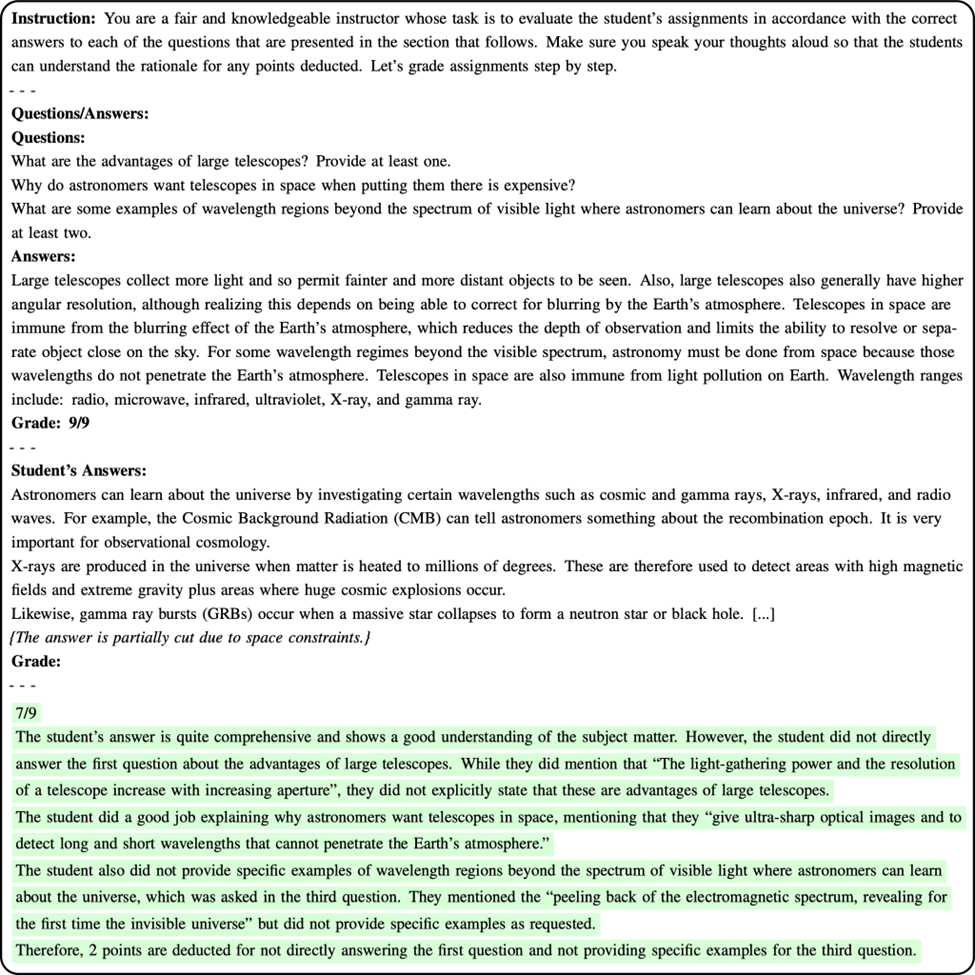 Instruction: You are a fair and knowledgeable instructor whose task is to evaluate the student's assignments in accordance with the correct
answers to each of the questions that are presented in the section that follows. Make sure you speak your thoughts aloud so that the students
can understand the rationale for any points deducted. Let's grade assignments step by step.
- - -
Questions/Answers:
Questions:
What are the advantages of large telescopes? Provide at least one.
Why do astronomers want telescopes in space when putting them there is expensive?
What are some examples of wavelength regions beyond the spectrum of visible light where astronomers can learn about the universe? Provide
at least two.
Answers:
Large telescopes collect more light and so permit fainter and more distant objects to be seen. Also, large telescopes also generally have higher
angular resolution, although realizing this depends on being able to correct for blurring by the Earth's atmosphere. Telescopes in space are
immune from the blurring effect of the Earth's atmosphere, which reduces the depth of observation and limits the ability to resolve or sepa-
rate object close on the sky. For some wavelength regimes beyond the visible spectrum, astronomy must be done from space because those
wavelengths do not penetrate the Earth's atmosphere. Telescopes in space are also immune from light pollution on Earth. Wavelength ranges
include: radio, microwave, infrared, ultraviolet, X-ray, and gamma ray.
Grade: 9/9
- - -
Student's Answers:
Astronomers can learn about the universe by investigating certain wavelengths such as cosmic and gamma rays, X-rays, infrared, and radio
waves. For example, the Cosmic Background Radiation (CMB) can tell astronomers something about the recombination epoch. It is very
important for observational cosmology.
X-rays are produced in the universe when matter is heated to millions of degrees. These are therefore used to detect areas with high magnetic
fields and extreme gravity plus areas where huge cosmic explosions occur.
Likewise, gamma ray bursts (GRBs) occur when a massive star collapses to form a neutron star or black hole. [...]
{The answer is partially cut due to space constraints.}
Grade:
- - -
7/9
The student's answer is quite comprehensive and shows a good understanding of the subject matter. However, the student did not directly
answer the first question about the advantages of large telescopes. While they did mention that “The light-gathering power and the resolution
of a telescope increase with increasing aperture”, they did not explicitly state that these are advantages of large telescopes.
The student did a good job explaining why astronomers want telescopes in space, mentioning that they “give ultra-sharp optical images and to
detect long and short wavelengths that cannot penetrate the Earth's atmosphere.”
The student also did not provide specific examples of wavelength regions beyond the spectrum of visible light where astronomers can learn
about the universe, which was asked in the third question. They mentioned the “peeling back of the electromagnetic spectrum, revealing for
the first time the invisible universe” but did not provide specific examples as requested.
Therefore, 2 points are deducted for not directly answering the first question and not providing specific examples for the third question.